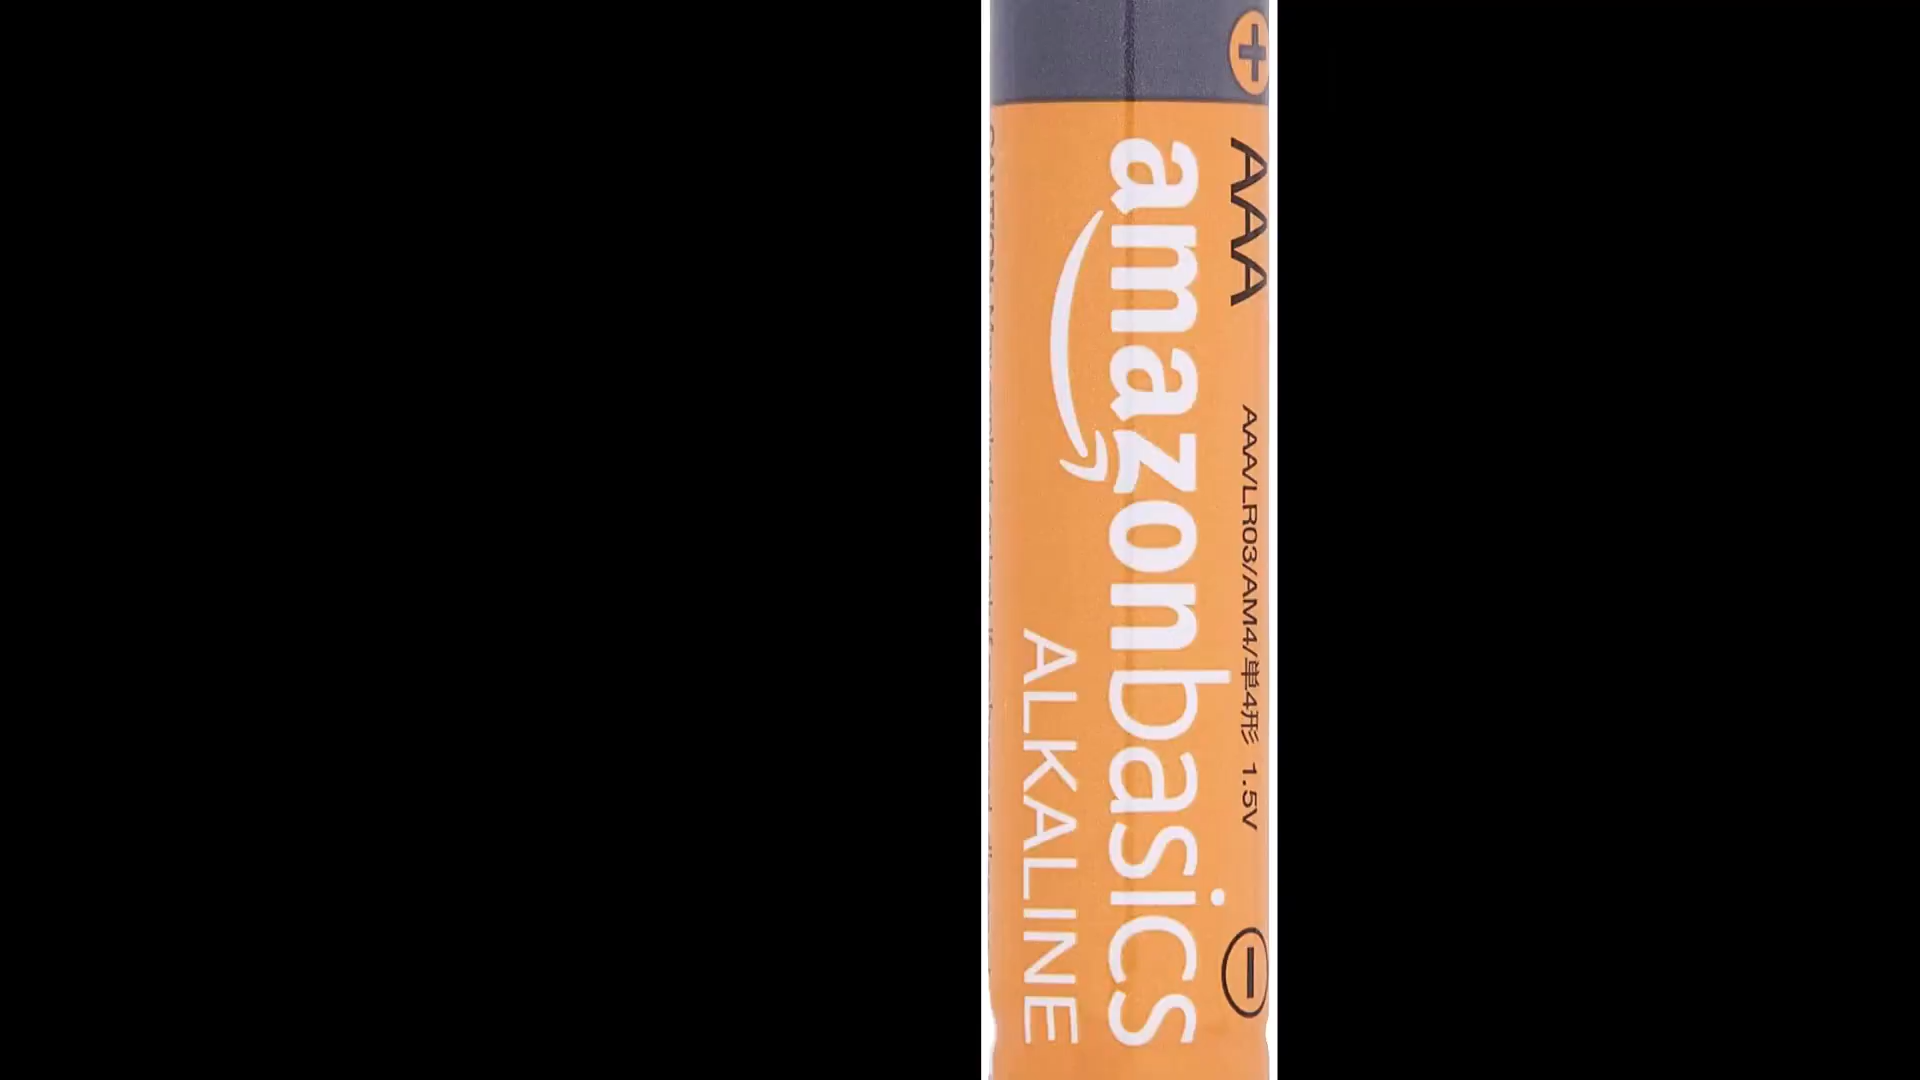 +
AAA
AAA/LR03/AM4/単4形 1.5V
−
amazonbasics
ALKALINE